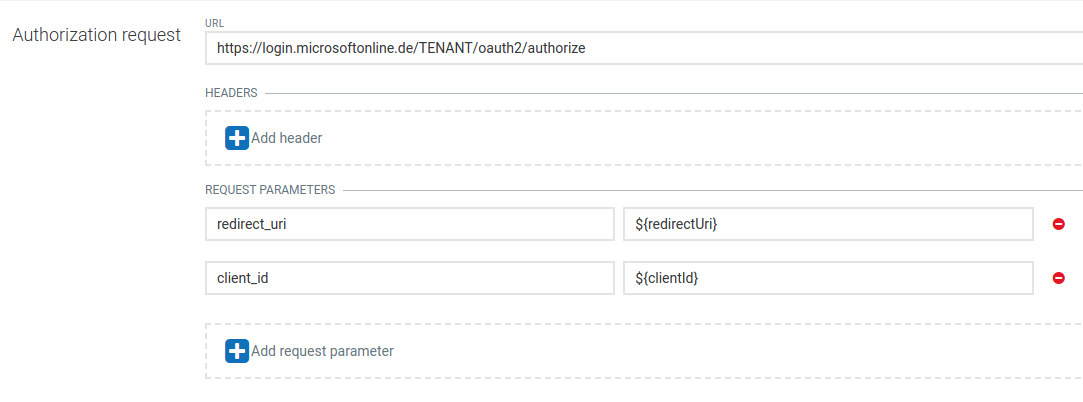 Authorization request
URL
https://login.microsoftonline.de/TENANT/oauth2/authorize
HEADERS
Add header
REQUEST PARAMETERS
redirect_uri ${redirectUri}
client_id ${clientId}
Add request parameter